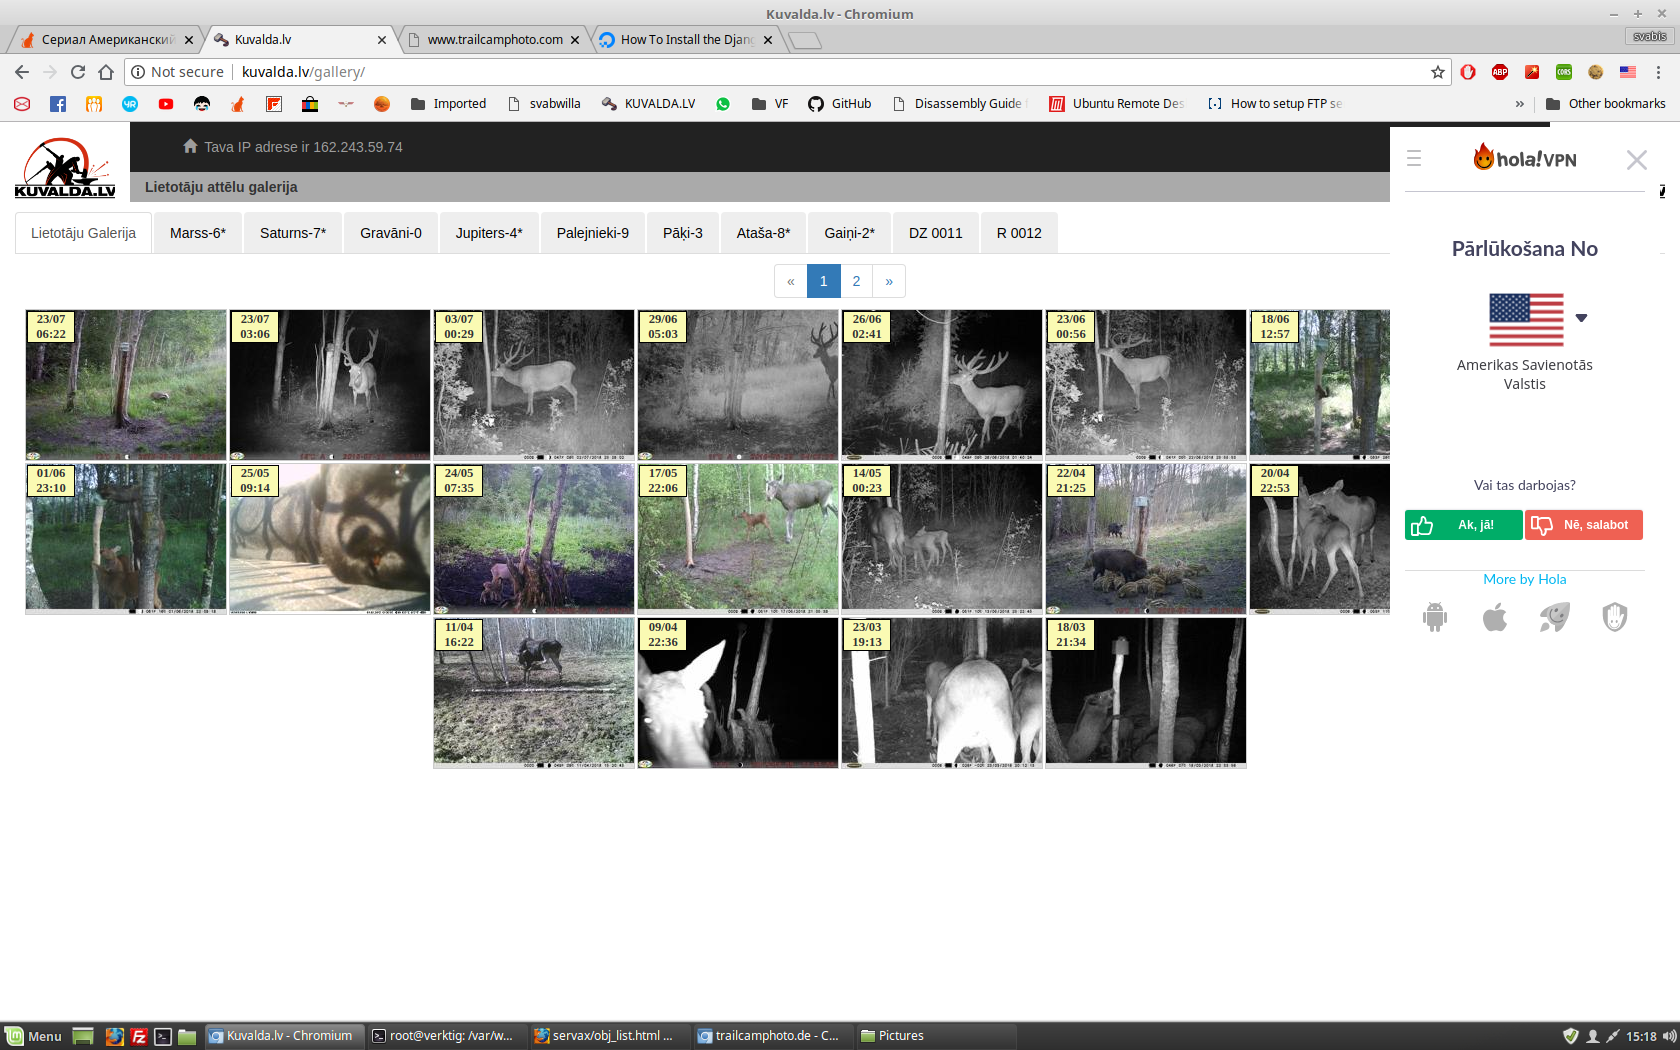 Kuvalda.lv - Chromium
Сериал Американский
Kuvalda.lv
www.trailcamphoto.com
How To Install the Djang
svabis
Not secure
kuvalda.lv/gallery/
Imported
svabwilla
KUVALDA.LV
VF
GitHub
Disassembly Guide
Ubuntu Remote Des
How to setup FTP se
»
Other bookmarks
KUVALDA.LV
Tava IP adrese ir 162.243.59.74
Lietotāju attēlu galerija
hola!VPN
Lietotāju Galerija
Marss-6*
Saturns-7*
Gravāni-0
Jupiters-4*
Palejnieki-9
Pāķi-3
Ataša-8*
Gaiņi-2*
DZ 0011
R 0012
« 1 2 »
Pārlūkošana No
Amerikas Savienotās
Valstis
Vai tas darbojas?
Ak, jā!
Nē, salabot
More by Hola
23/07
06:22
23/07
03:06
03/07
00:29
29/06
05:03
26/06
02:41
23/06
00:56
18/06
12:57
01/06
23:10
25/05
09:14
24/05
07:35
17/05
22:06
14/05
00:23
22/04
21:25
20/04
22:53
11/04
16:22
09/04
22:36
23/03
19:13
18/03
21:34
Menu
Kuvalda.lv - Chromium
root@verktig: /var/w...
servax/obj_list.html ...
trailcamphoto.de - C...
Pictures
15:18